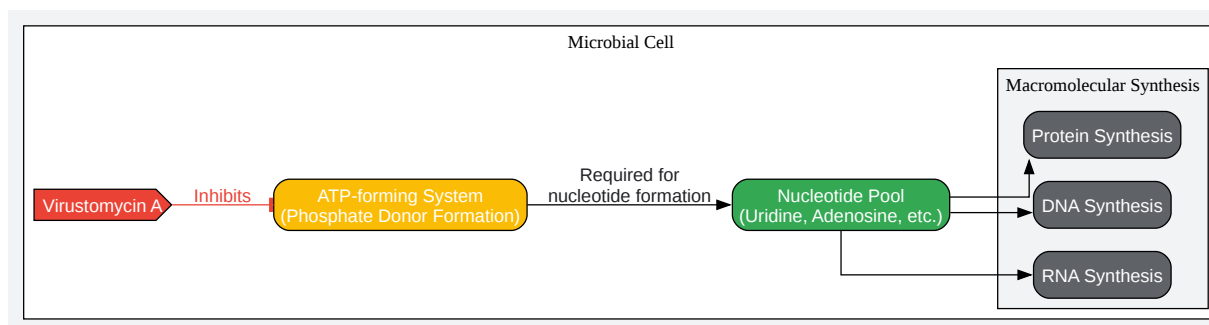 Microbial Cell
Macromolecular Synthesis
Protein Synthesis
Virustomycin A
Inhibits
ATP-forming System
(Phosphate Donor Formation)
Required for
nucleotide formation
Nucleotide Pool
(Uridine, Adenosine, etc.)
DNA Synthesis
RNA Synthesis